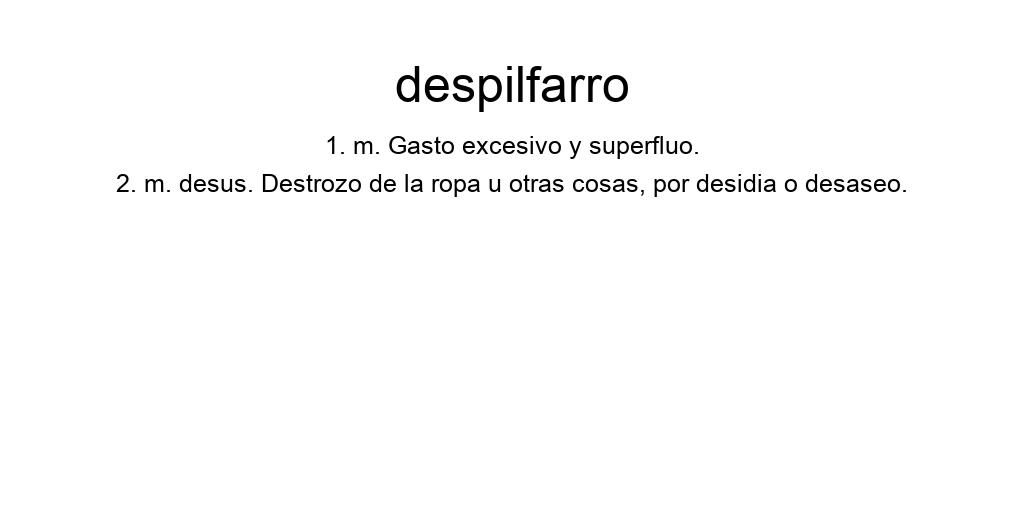 despilfarro
1. m. Gasto excesivo y superfluo.
2. m. desus. Destrozo de la ropa u otras cosas, por desidia o desaseo.